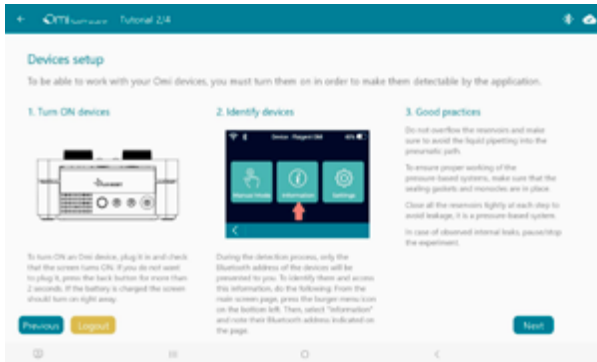 Omi Tutorial 2/4
Devices setup
To be able to work with your Omi devices, you must turn them on in order to make them detectable by the application.
1. Turn ON devices
To turn ON an Omi device, plug it in and check
that the screen turns ON. If you do not want
to plug it, press the back button for more than
2 seconds. If the battery is charged the screen
should turn on right away.
2. Identify devices
Device - Reagent
Manual Mode
Information
Settings
During the detection process, only the
Bluetooth address of the devices will be
presented to you. To identify them and access
this information, do the following. From the
main screen page, press the burger menu icon
on the bottom left. Then, select "Information"
and note their Bluetooth address indicated on
the page.
3. Good practices
Do not overflow the reservoirs and make
sure to avoid the liquid pipetting into the
pneumatic path.
To ensure proper working of the
pressure-based systems, make sure that the
sealing gaskets and are in place.
Close all the reservoirs tightly at each step to
avoid leakage, it is a pressure-based system.
In case of observed internal leaks, pause/stop
the experiment.
Previous
Logout
Next